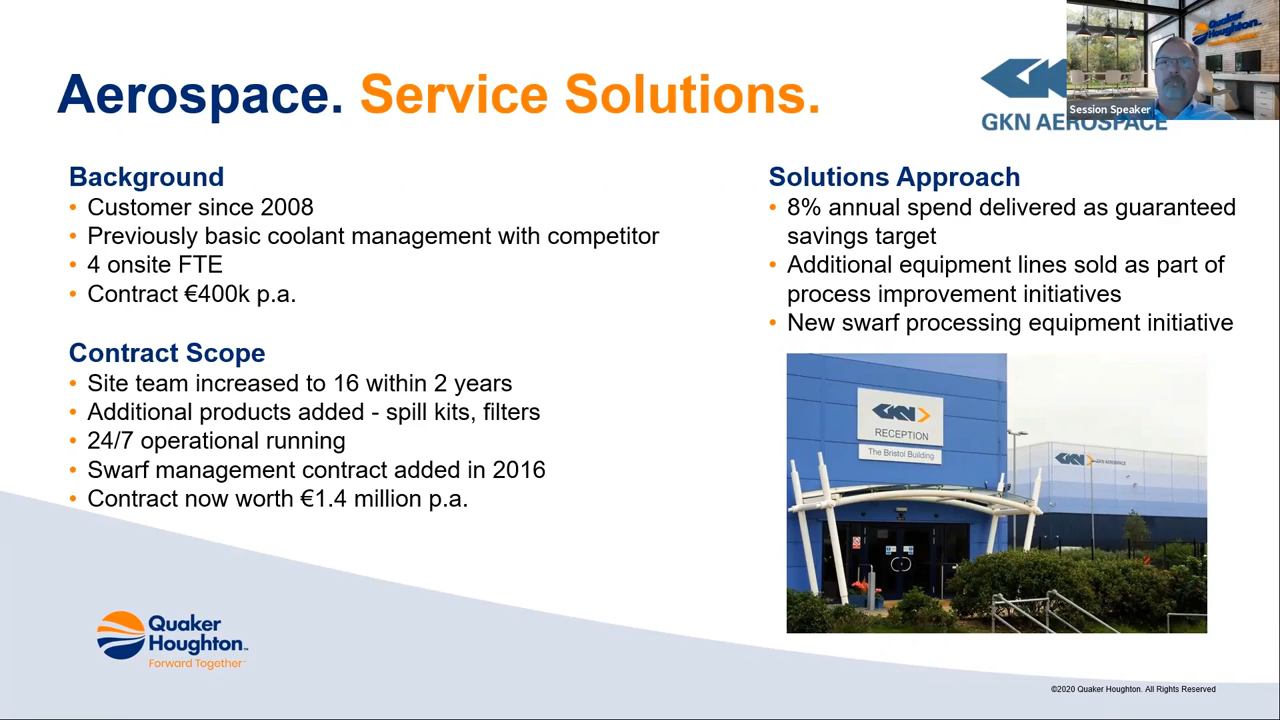 Aerospace. Service Solutions.
GKN AEROSPACE
Quaker
Houghton
Session Speaker
Background
• Customer since 2008
• Previously basic coolant management with competitor
• 4 onsite FTE
• Contract €400k p.a.
Contract Scope
• Site team increased to 16 within 2 years
• Additional products added - spill kits, filters
• 24/7 operational running
• Swarf management contract added in 2016
• Contract now worth €1.4 million p.a.
Solutions Approach
• 8% annual spend delivered as guaranteed
savings target
• Additional equipment lines sold as part of
process improvement initiatives
• New swarf processing equipment initiative
GKN
RECEPTION
The Bristol Building
GKN AEROSPACE
Quaker
Houghton™
Forward Together™
©2020 Quaker Houghton. All Rights Reserved